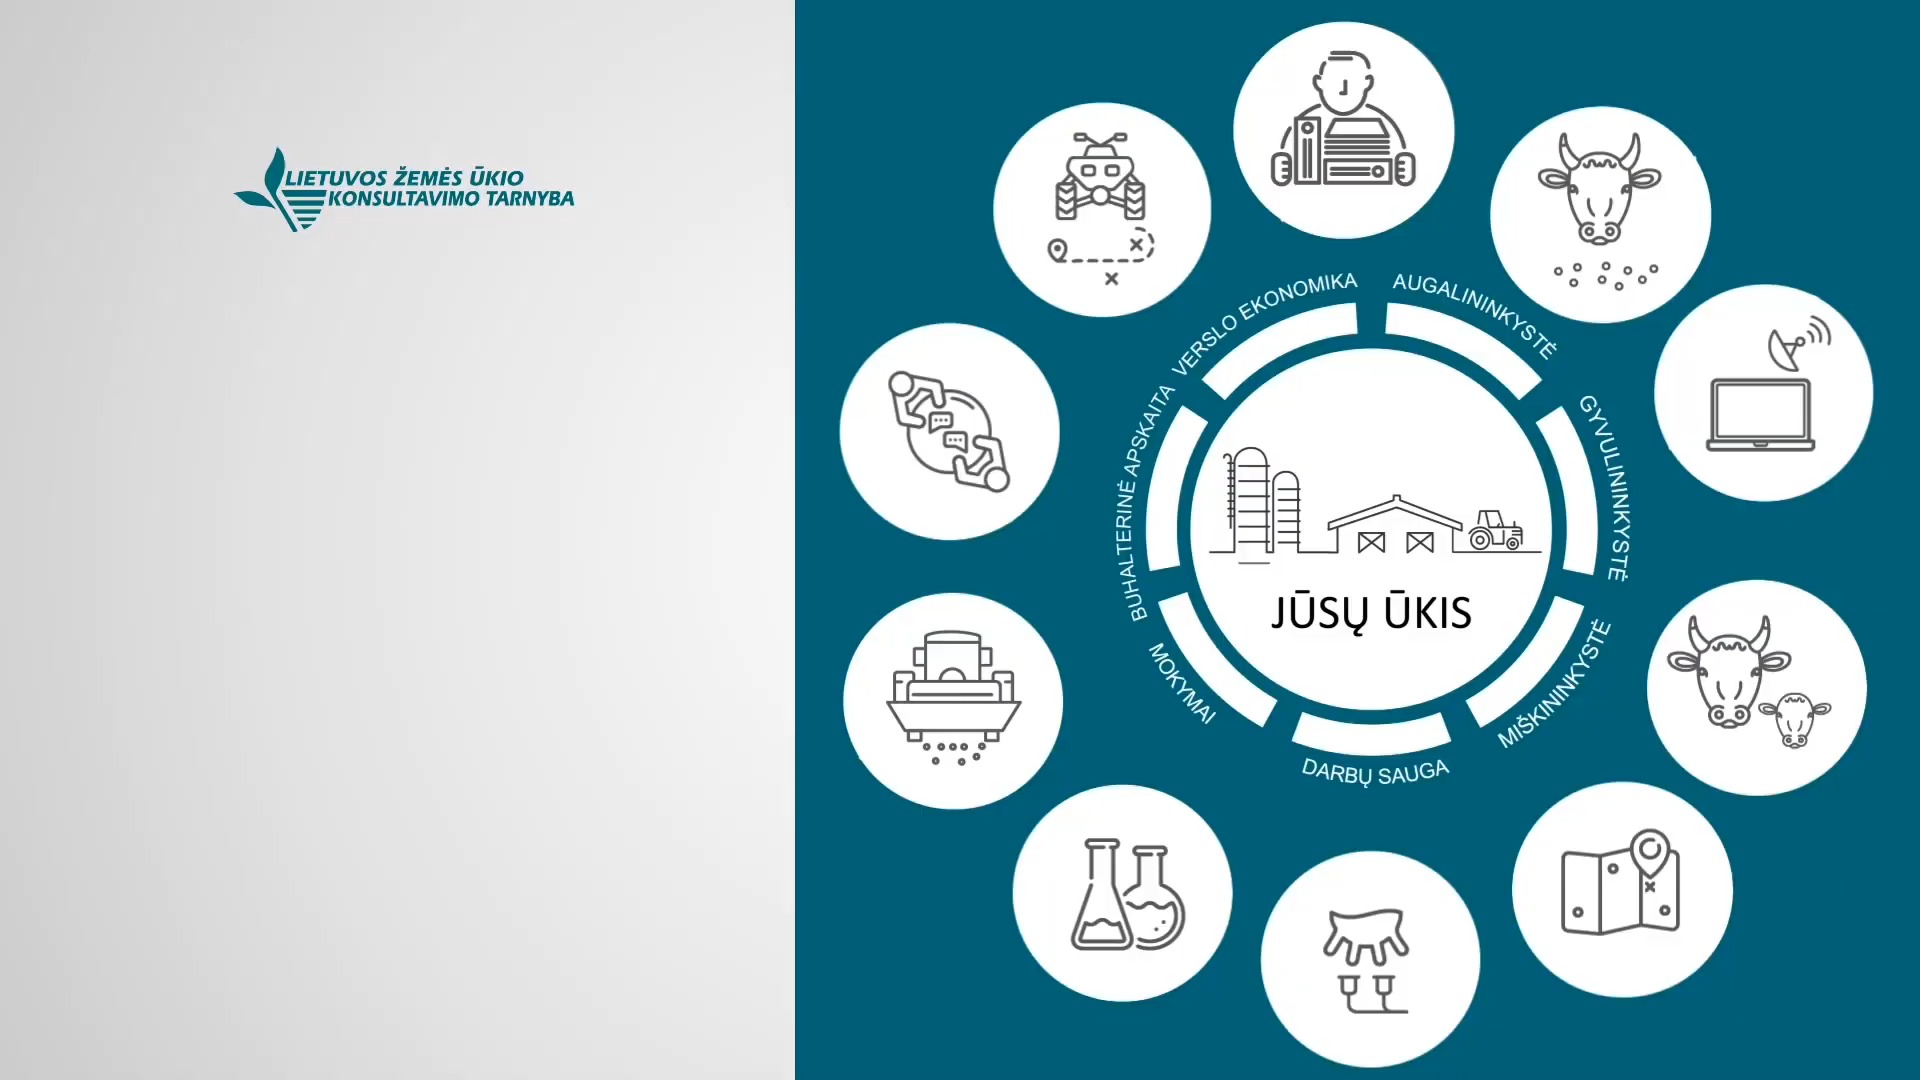 LIETUVOS ŽEMĖS ŪKIO
KONSULTAVIMO TARNYBA
VERSLO EKONOMIKA
AUGALININKYSTĖ
GYVULININKYSTĖ
MIŠKININKYSTĖ
DARBŲ SAUGA
MOKYMAI
BUHALTERINĖ APSKAITA
JŪSŲ ŪKIS